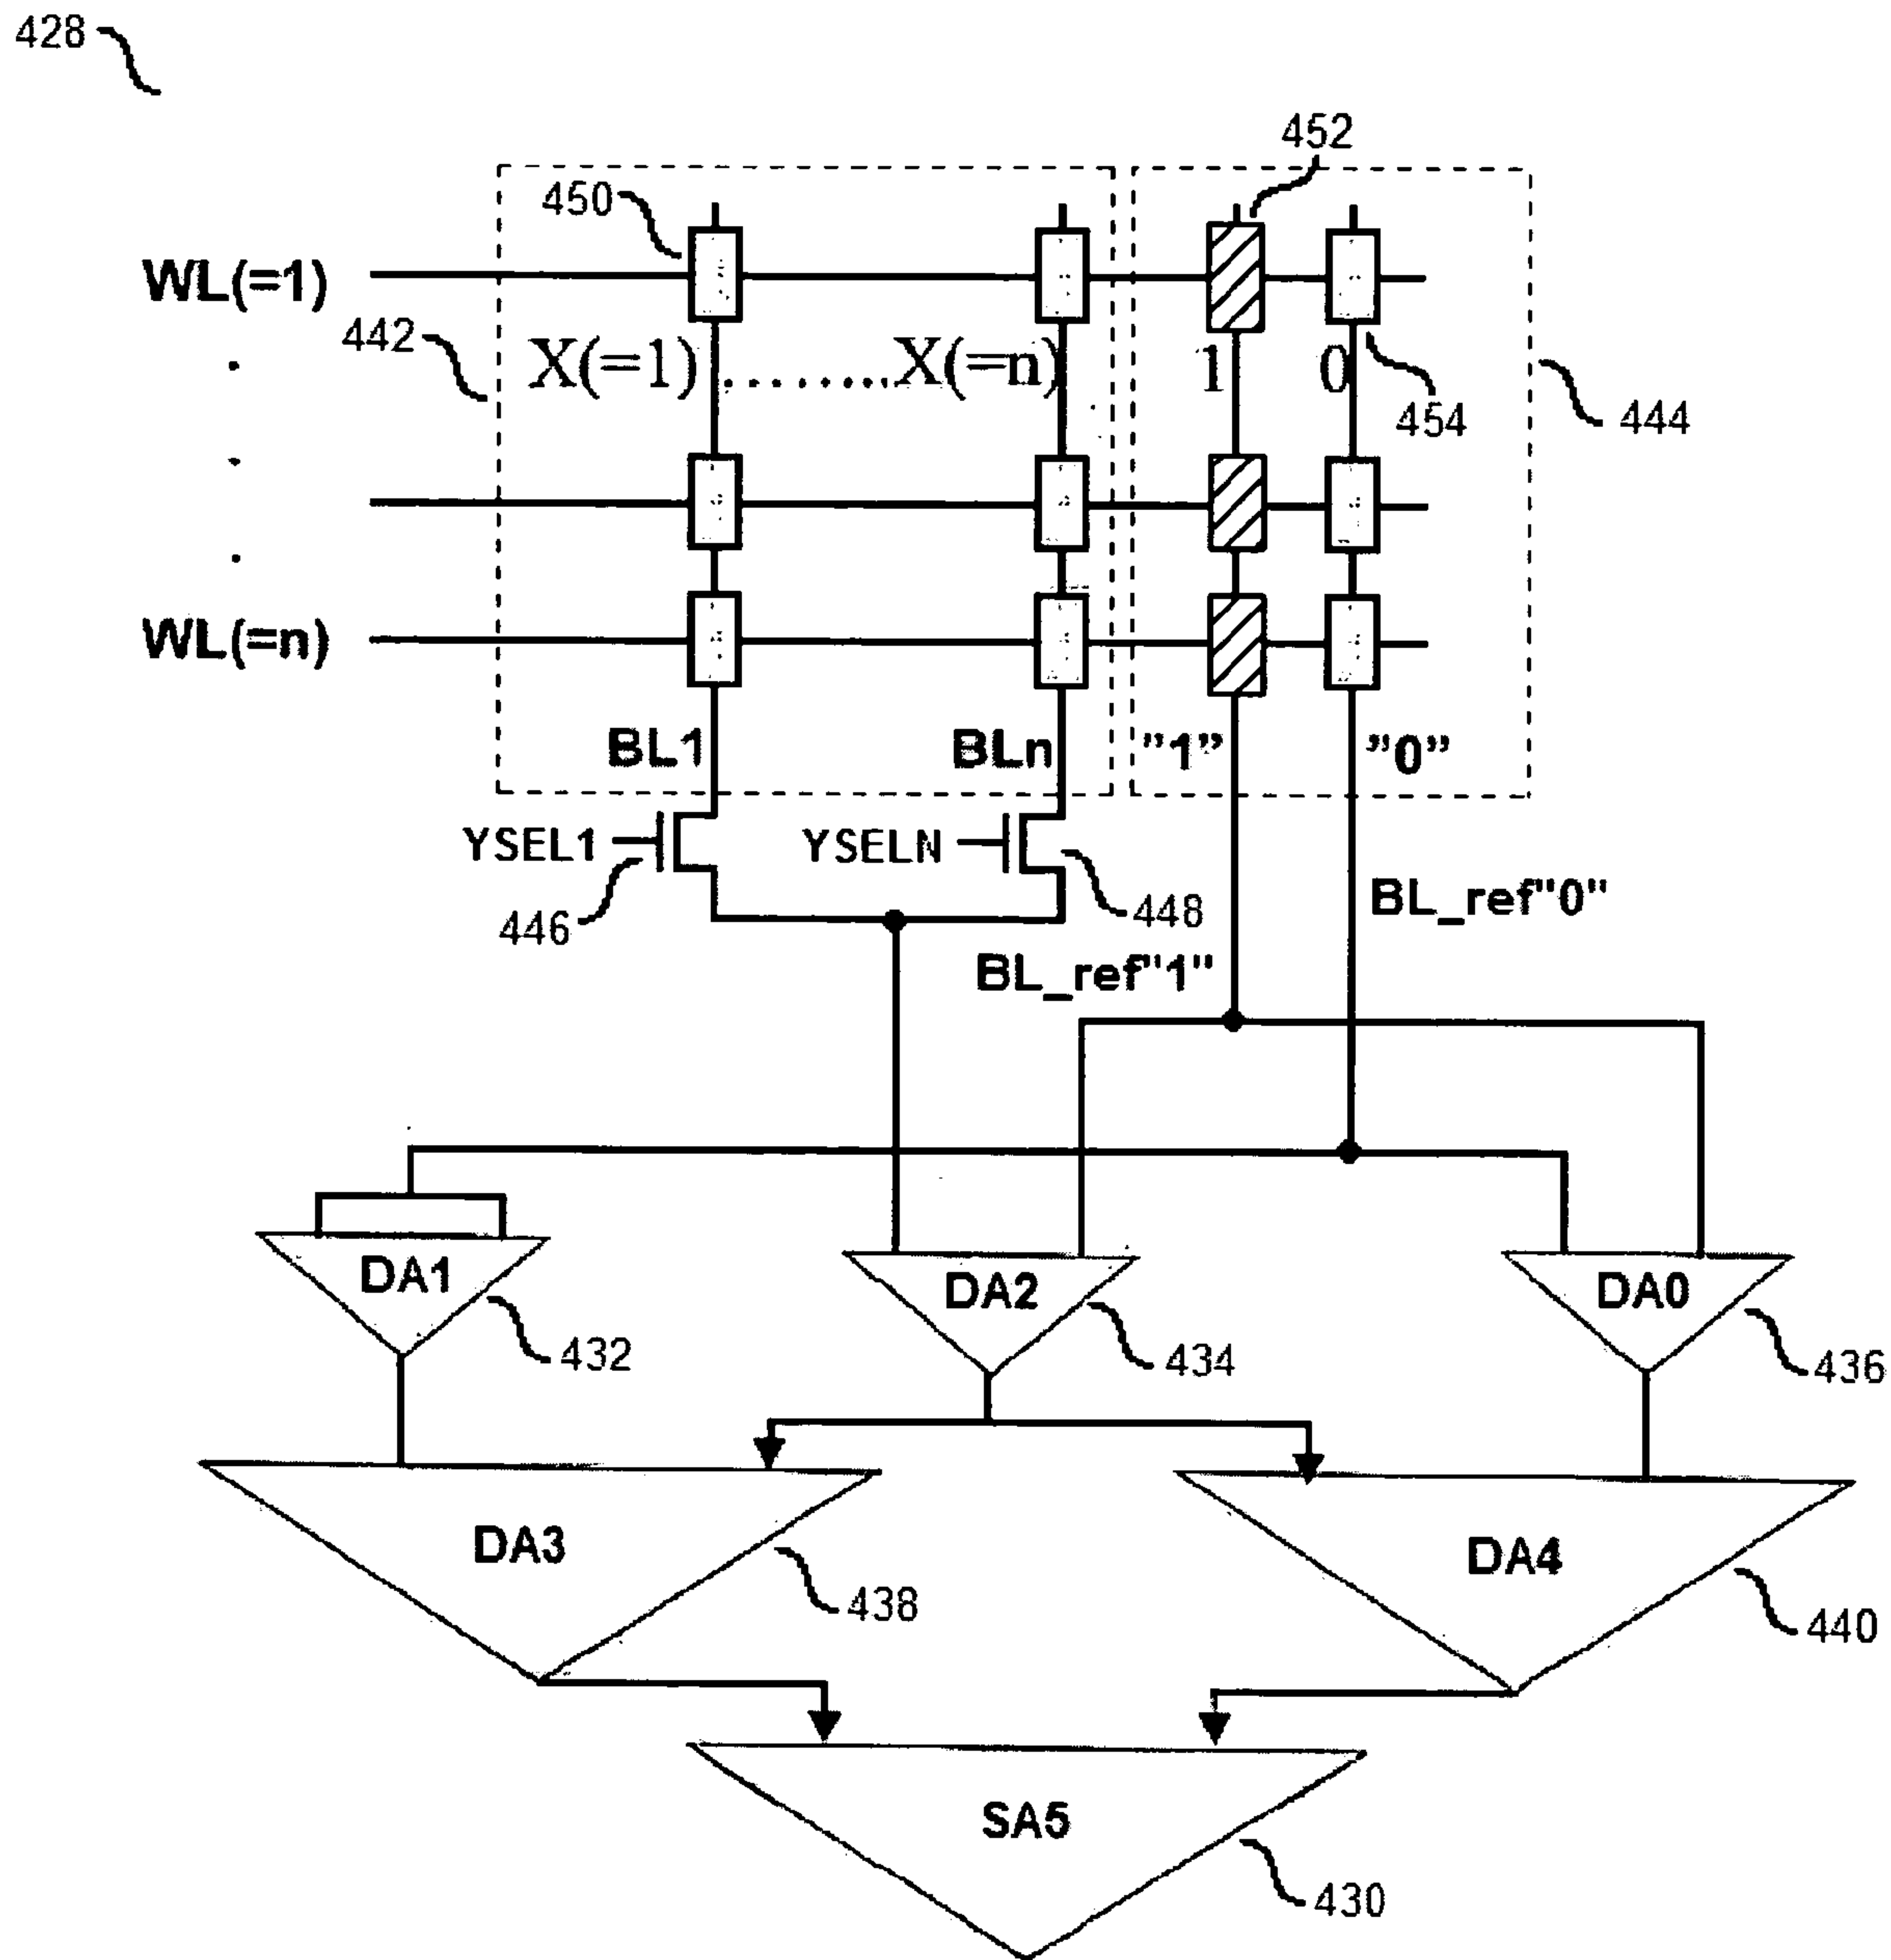 428
452
450
WL(=1)
442
X(=1).........X(=n)
1
0
454
444
WL(=n)
BL1
BLn
"1"
"0"
YSEL1
YSELN
446
448
BL_ref"0"
BL_ref"1"
DA1
DA2
DA0
432
434
436
DA3
DA4
438
440
SA5
430